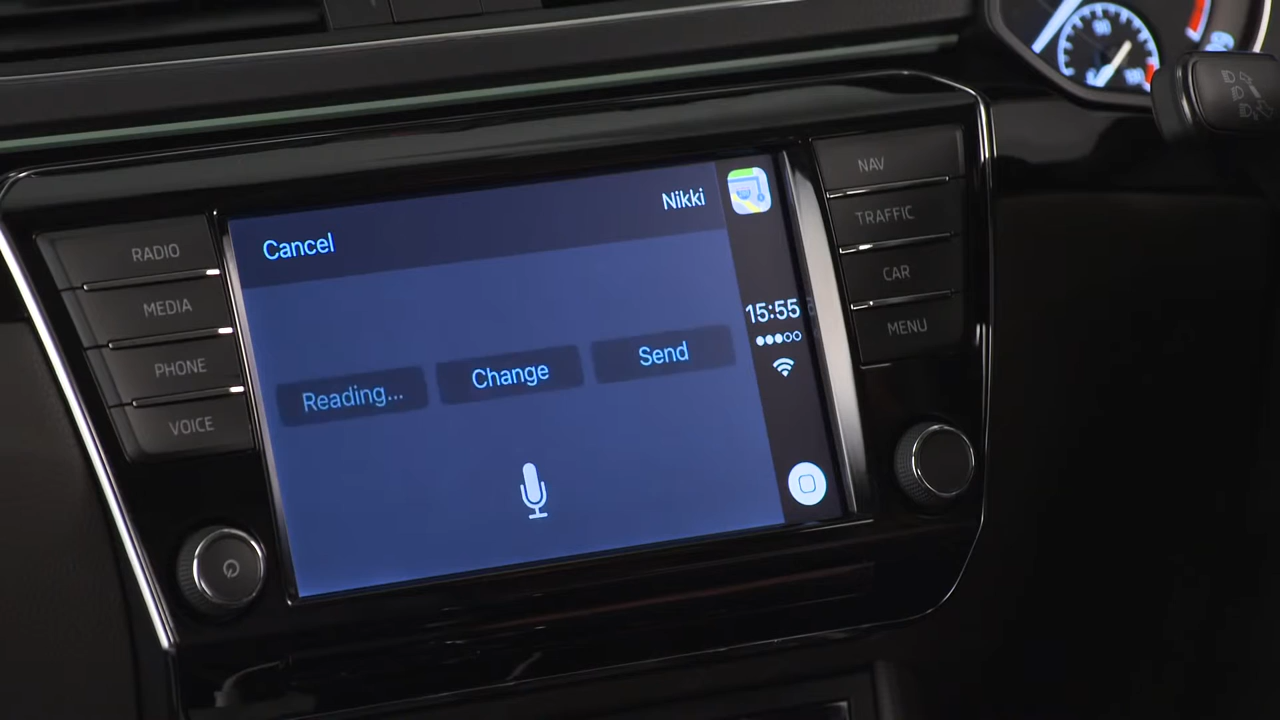 RADIO
MEDIA
PHONE
VOICE
Cancel
Nikki
Reading...
Change
Send
15:55
NAV
TRAFFIC
CAR
MENU